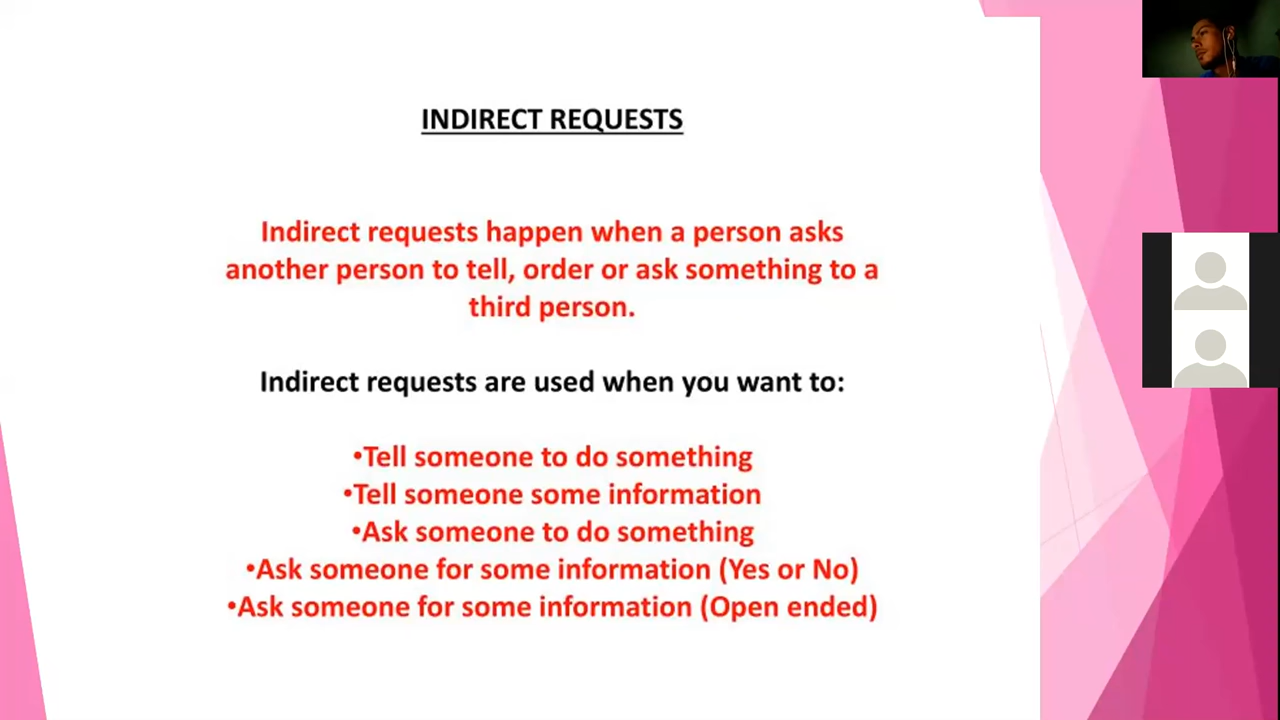 INDIRECT REQUESTS
Indirect requests happen when a person asks
another person to tell, order or ask something to a
third person.
Indirect requests are used when you want to:
•Tell someone to do something
•Tell someone some information
•Ask someone to do something
•Ask someone for some information (Yes or No)
•Ask someone for some information (Open ended)